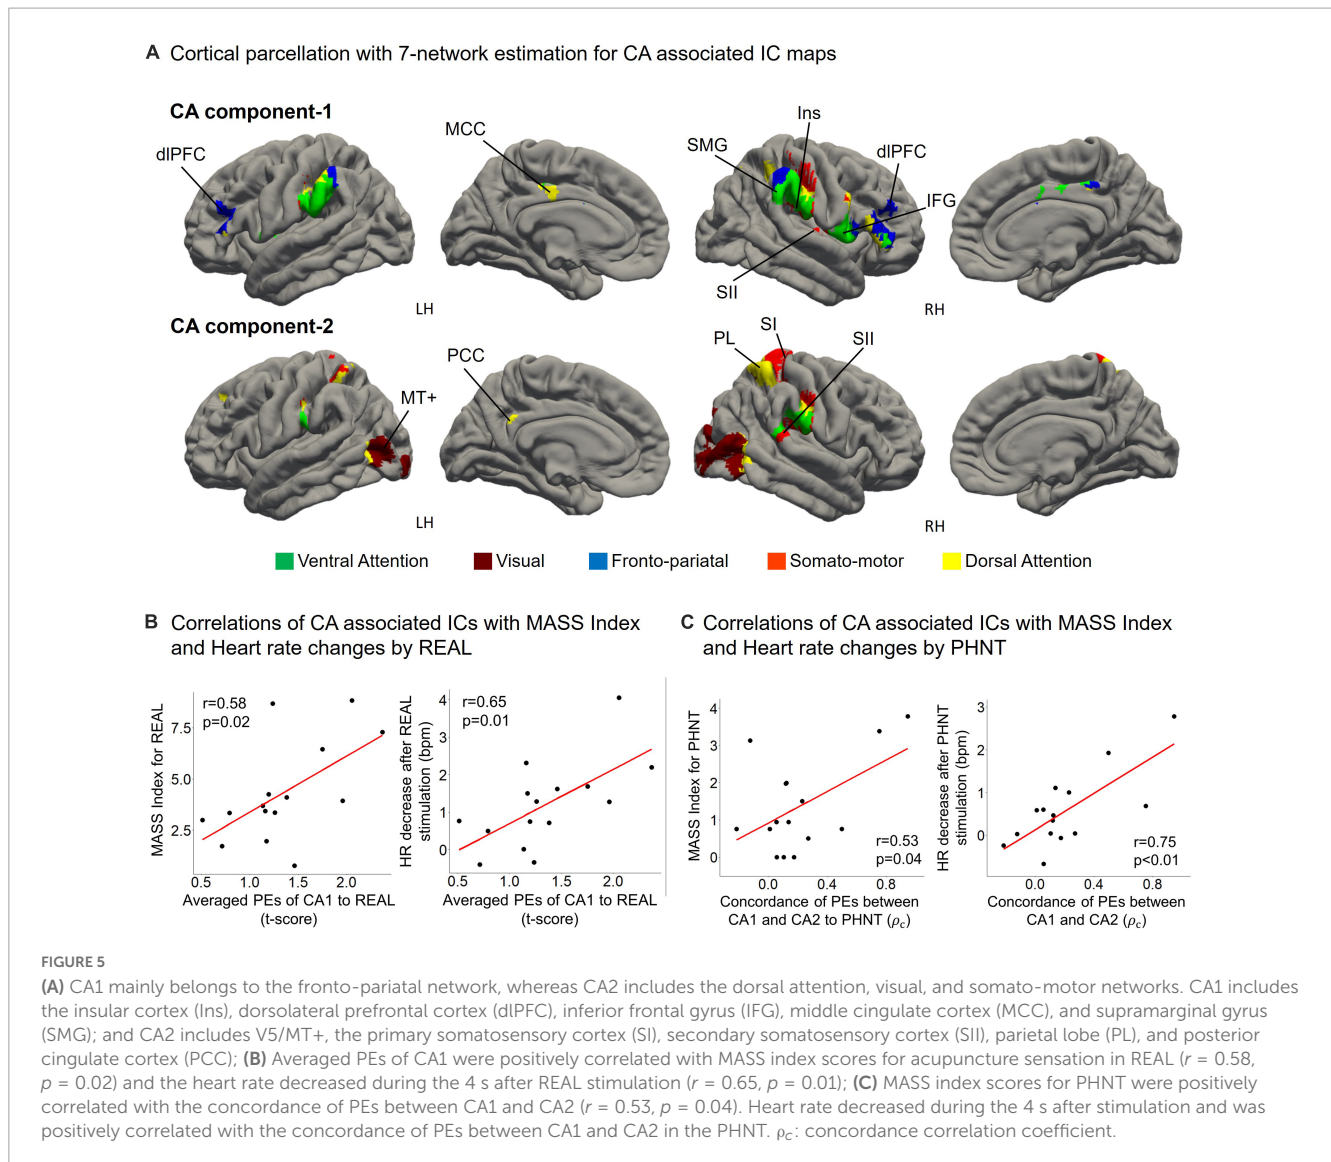 A Cortical parcellation with 7-network estimation for CA associated IC maps
CA component-1
dlPFC
MCC
Ins
SMG
dlPFC
IFG
SII
LH
RH
CA component-2
MT+
PCC
PL
SI
SII
LH
RH
Ventral Attention
Visual
Fronto-pariatal
Somato-motor
Dorsal Attention
B Correlations of CA associated ICs with MASS Index
and Heart rate changes by REAL
MASS Index for REAL
7.5
5.0
2.5
r=0.58
p=0.02
0.5 1.0 1.5 2.0
Averaged PEs of CA1 to REAL
(t-score)
HR decrease after REAL
stimulation (bpm)
4
3
2
1
0
r=0.65
p=0.01
0.5 1.0 1.5 2.0
Averaged PEs of CA1 to REAL
(t-score)
C Correlations of CA associated ICs with MASS Index
and Heart rate changes by PHNT
MASS Index for PHNT
4
3
2
1
0
r=0.53
p=0.04
0.0 0.4 0.8
Concordance of PEs between
CA1 and CA2 to PHNT (ρc)
HR decrease after PHNT
stimulation (bpm)
3
2
1
0
r=0.75
p<0.01
0.0 0.4 0.8
Concordance of PEs between
CA1 and CA2 (ρc)
FIGURE 5
(A) CA1 mainly belongs to the fronto-pariatal network, whereas CA2 includes the dorsal attention, visual, and somato-motor networks. CA1 includes
the insular cortex (Ins), dorsolateral prefrontal cortex (dlPFC), inferior frontal gyrus (IFG), middle cingulate cortex (MCC), and supramarginal gyrus
(SMG); and CA2 includes V5/MT+, the primary somatosensory cortex (SI), secondary somatosensory cortex (SII), parietal lobe (PL), and posterior
cingulate cortex (PCC); (B) Averaged PEs of CA1 were positively correlated with MASS index scores for acupuncture sensation in REAL (r = 0.58,
p = 0.02) and the heart rate decreased during the 4 s after REAL stimulation (r = 0.65, p = 0.01); (C) MASS index scores for PHNT were positively
correlated with the concordance of PEs between CA1 and CA2 (r = 0.53, p = 0.04). Heart rate decreased during the 4 s after stimulation and was
positively correlated with the concordance of PEs between CA1 and CA2 in the PHNT. ρc: concordance correlation coefficient.